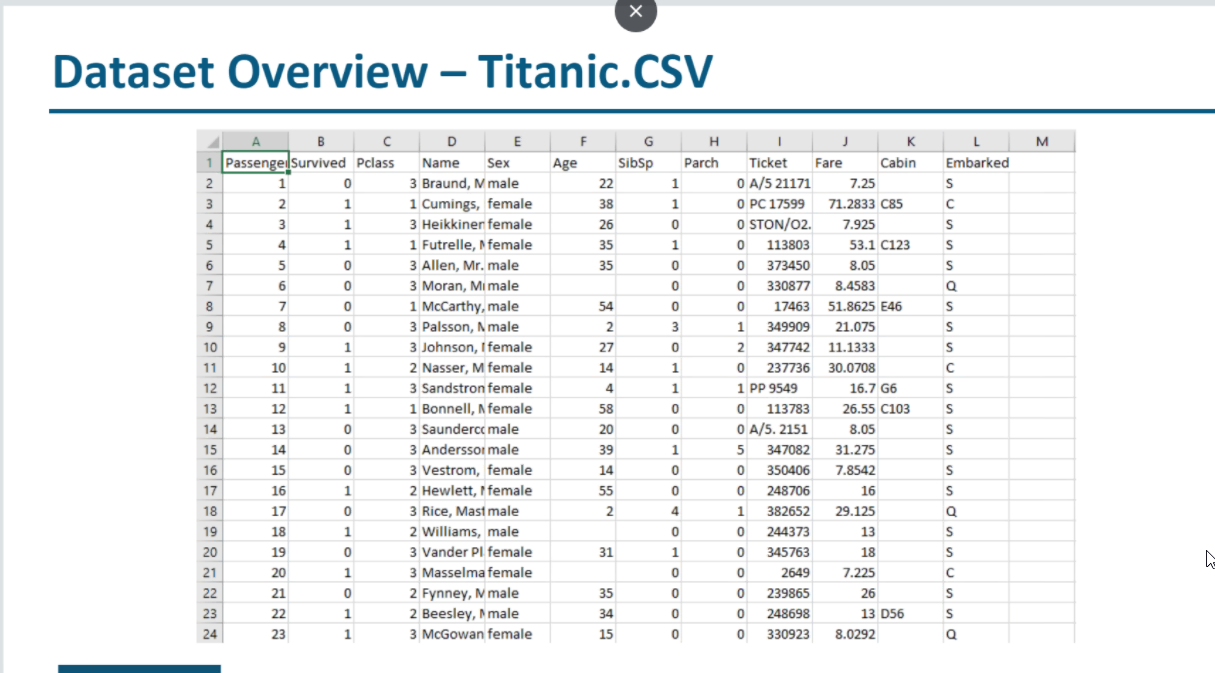 Dataset Overview – Titanic.CSV
A B C D E F G H I J K L M
1 Passenger Survived Pclass Name Sex Age SibSp Parch Ticket Fare Cabin Embarked
2 1 0 3 Braund, M male 22 1 0 A/5 21171 7.25 S
3 2 1 1 Cumings, female 38 1 0 PC 17599 71.2833 C85 C
4 3 1 3 Heikkinen female 26 0 0 STON/O2. 7.925 S
5 4 1 1 Futrelle, M female 35 1 0 113803 53.1 C123 S
6 5 0 3 Allen, Mr. male 35 0 0 373450 8.05 S
7 6 0 3 Moran, Mr male 0 0 330877 8.4583 Q
8 7 0 1 McCarthy, male 54 0 0 17463 51.8625 E46 S
9 8 0 3 Palsson, M male 2 3 1 349909 21.075 S
10 9 1 3 Johnson, female 27 0 2 347742 11.1333 S
11 10 1 2 Nasser, M female 14 1 0 237736 30.0708 C
12 11 1 3 Sandstron female 4 1 1 PP 9549 16.7 G6 S
13 12 1 1 Bonnell, M female 58 0 0 113783 26.55 C103 S
14 13 0 3 Saunderco male 20 0 0 A/5. 2151 8.05 S
15 14 0 3 Andersso male 39 1 5 347082 31.275 S
16 15 0 3 Vestrom, female 14 0 0 350406 7.8542 S
17 16 1 2 Hewlett, female 55 0 0 248706 16 S
18 17 0 3 Rice, Mast male 2 4 1 382652 29.125 Q
19 18 1 2 Williams, male 0 0 244373 13 S
20 19 0 3 Vander Pl female 31 1 0 345763 18 S
21 20 1 3 Masselma female 0 0 2649 7.225 C
22 21 0 2 Fynney, M male 35 0 0 239865 26 S
23 22 1 2 Beesley, M male 34 0 0 248698 13 D56 S
24 23 1 3 McGowan female 15 0 0 330923 8.0292 Q